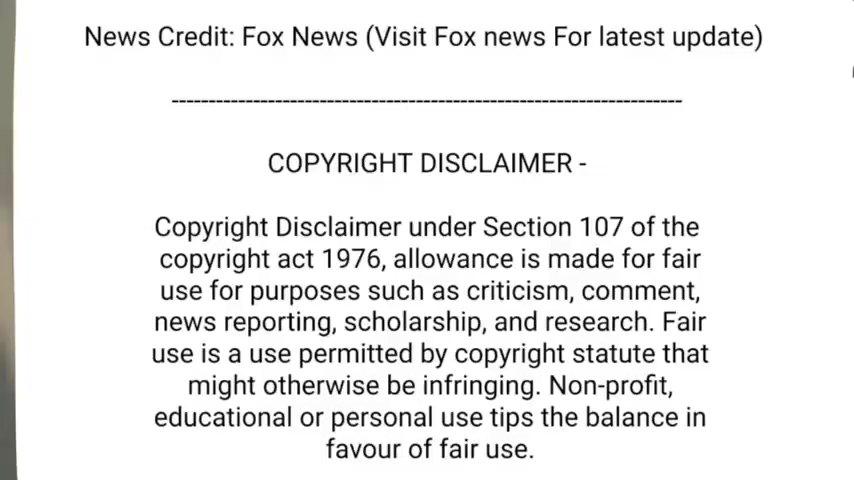 News Credit: Fox News (Visit Fox news For latest update)
----------------------------------------------------------------------
COPYRIGHT DISCLAIMER -
Copyright Disclaimer under Section 107 of the
copyright act 1976, allowance is made for fair
use for purposes such as criticism, comment,
news reporting, scholarship, and research. Fair
use is a use permitted by copyright statute that
might otherwise be infringing. Non-profit,
educational or personal use tips the balance in
favour of fair use.